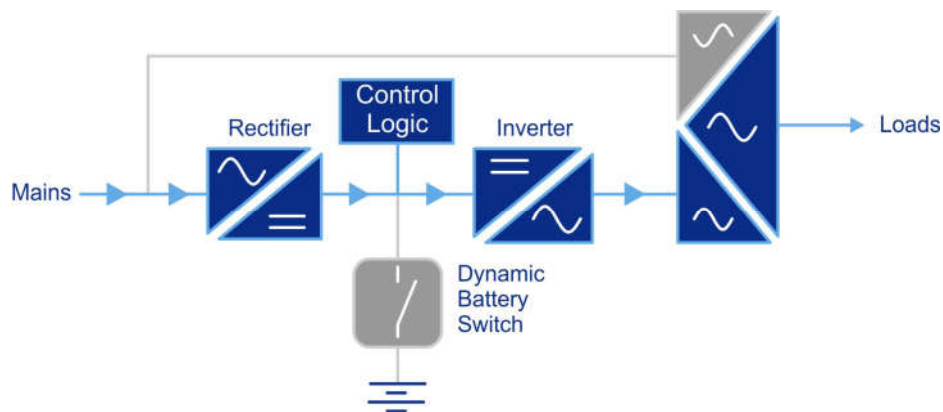 Control
Logic
Rectifier
Inverter
Loads
Mains
Dynamic
Battery
Switch